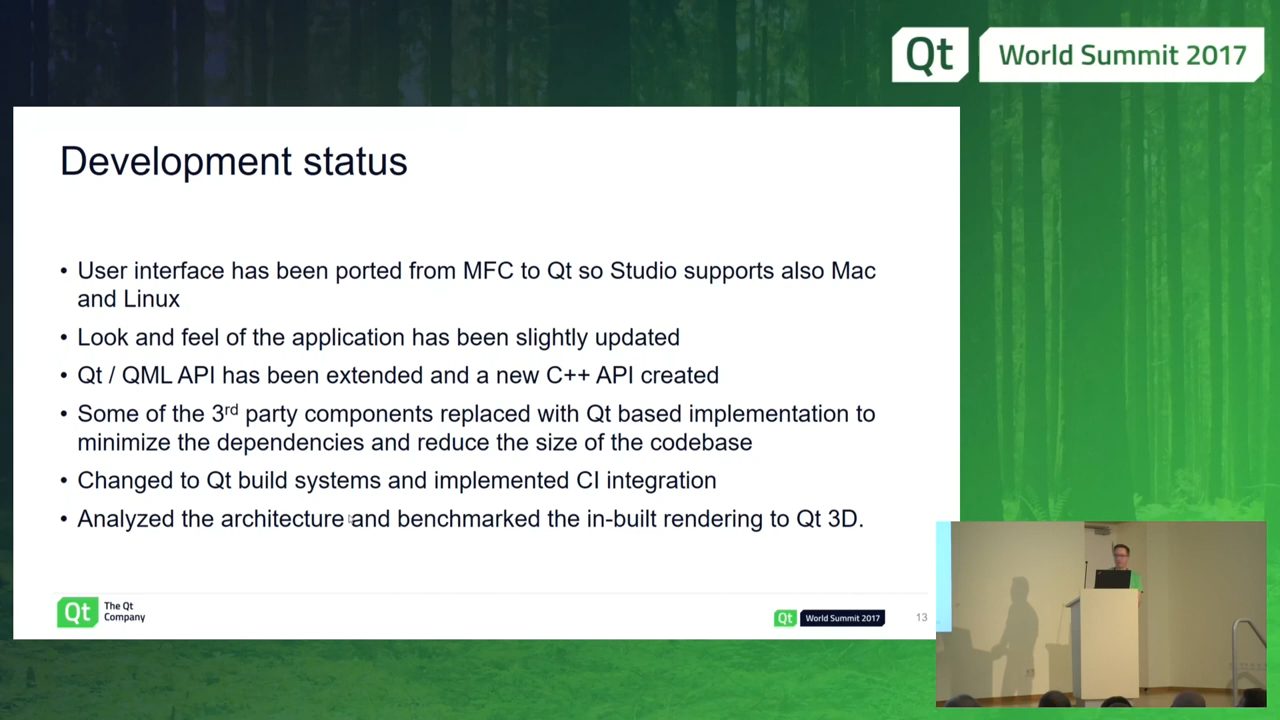 Qt World Summit 2017
Development status
• User interface has been ported from MFC to Qt so Studio supports also Mac
and Linux
• Look and feel of the application has been slightly updated
• Qt / QML API has been extended and a new C++ API created
• Some of the 3rd party components replaced with Qt based implementation to
minimize the dependencies and reduce the size of the codebase
• Changed to Qt build systems and implemented CI integration
• Analyzed the architecture and benchmarked the in-built rendering to Qt 3D.
Qt The Qt
Company
Qt World Summit 2017
13